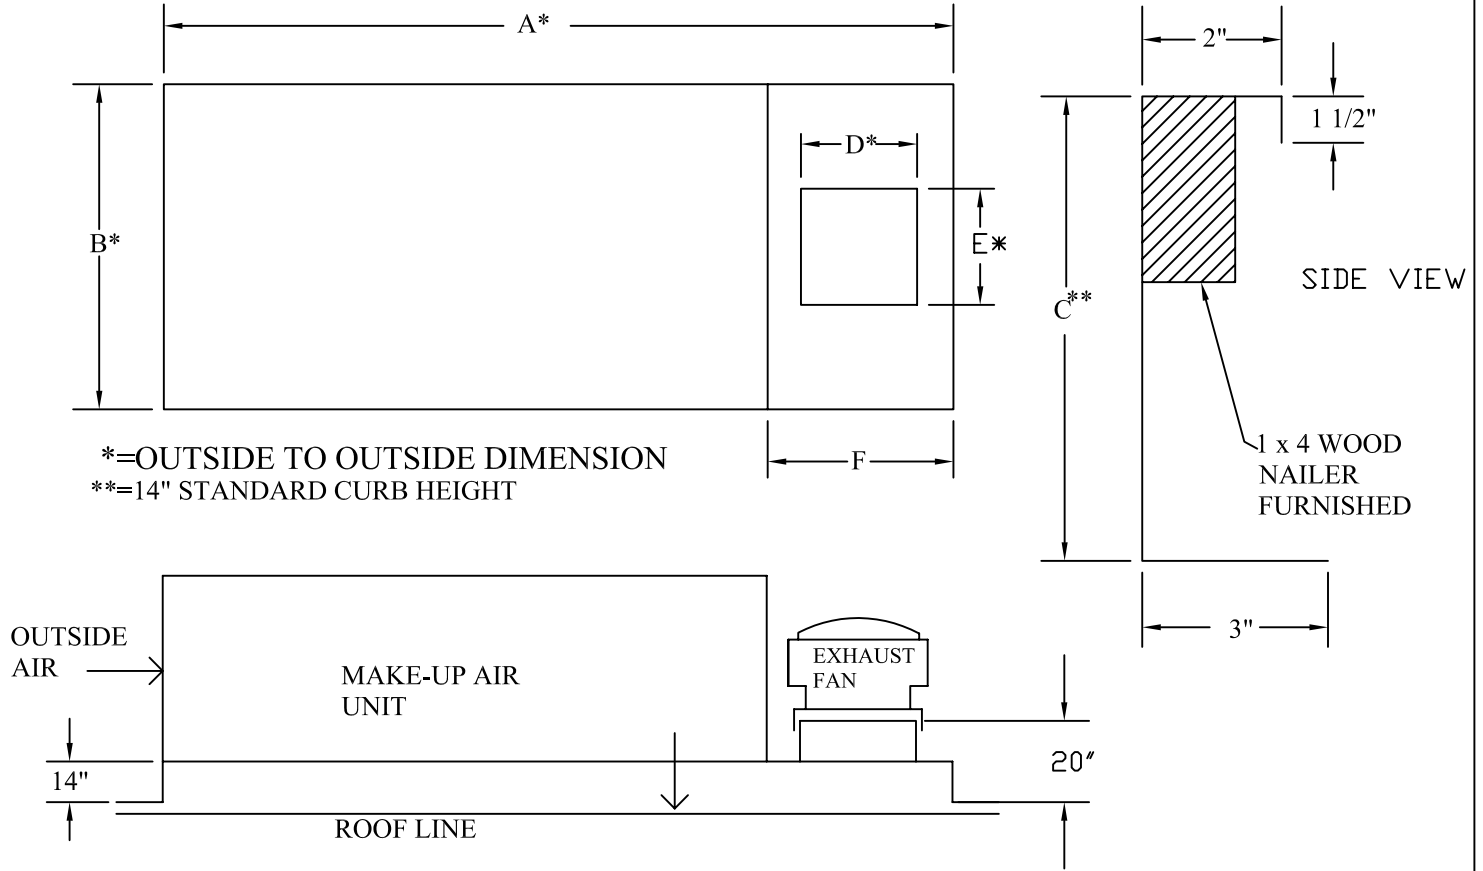 A*
2"
1 1/2"
D*
B*
E*
SIDE VIEW
C**
*=OUTSIDE TO OUTSIDE DIMENSION
**=14" STANDARD CURB HEIGHT
F
1 x 4 WOOD
NAILER
FURNISHED
OUTSIDE
AIR
MAKE-UP AIR
UNIT
EXHAUST
FAN
3"
14"
20"
ROOF LINE